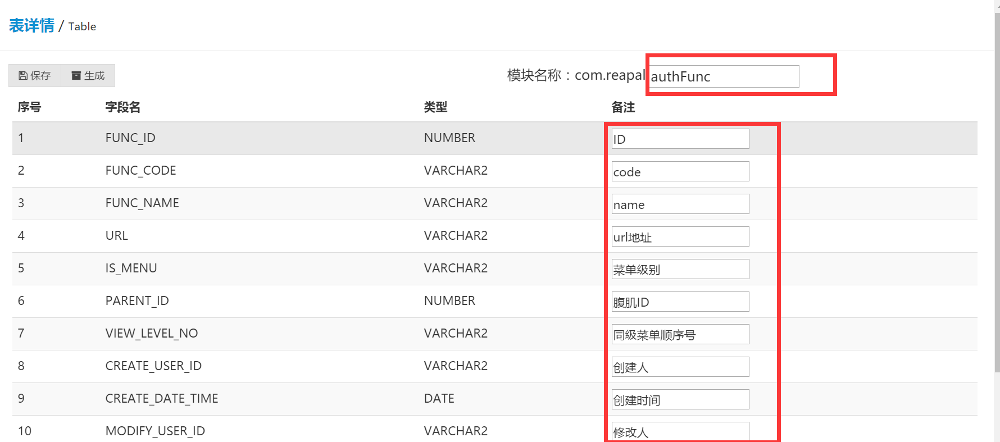 表详情 / Table
保存 生成 模块名称：com.reapal authFunc
序号 字段名 类型 备注
1 FUNC_ID NUMBER ID
2 FUNC_CODE VARCHAR2 code
3 FUNC_NAME VARCHAR2 name
4 URL VARCHAR2 url地址
5 IS_MENU VARCHAR2 菜单级别
6 PARENT_ID NUMBER 腹肌ID
7 VIEW_LEVEL_NO VARCHAR2 同级菜单顺序号
8 CREATE_USER_ID VARCHAR2 创建人
9 CREATE_DATE_TIME DATE 创建时间
10 MODIFY_USER_ID VARCHAR2 修改人